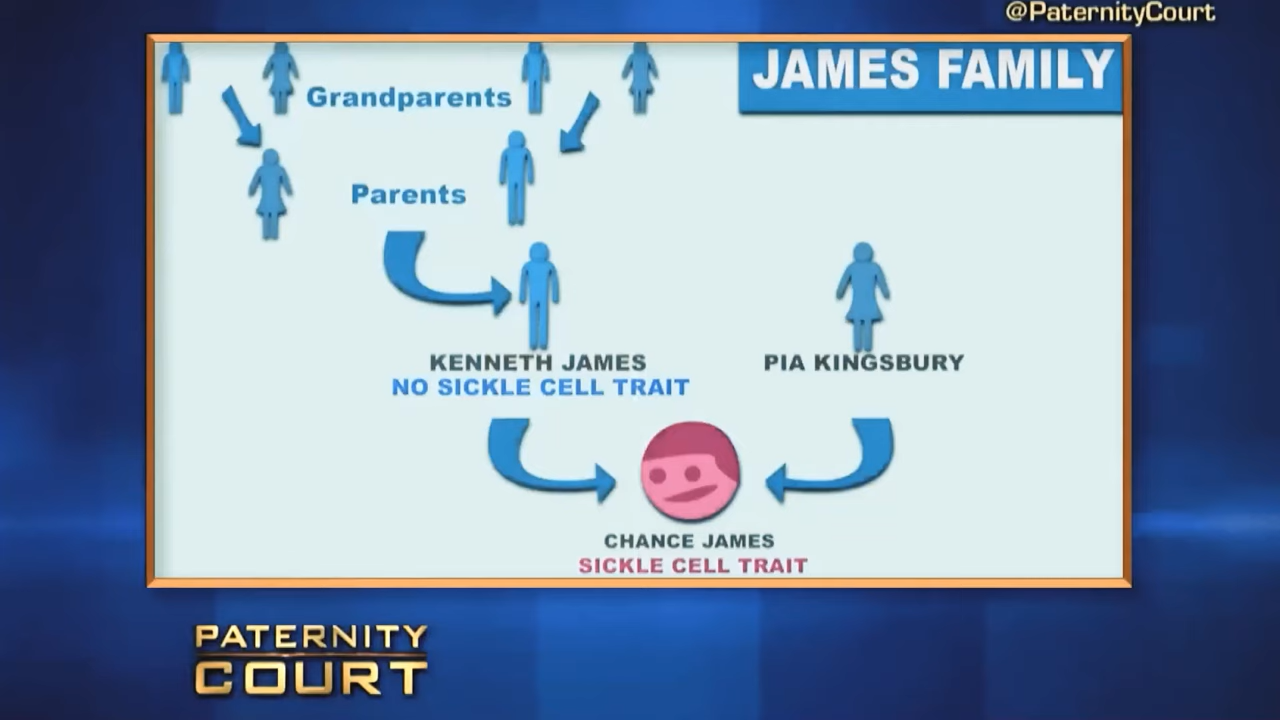 @PaternityCourt
JAMES FAMILY
Grandparents
Parents
KENNETH JAMES
NO SICKLE CELL TRAIT
PIA KINGSBURY
CHANCE JAMES
SICKLE CELL TRAIT
PATERNITY
COURT